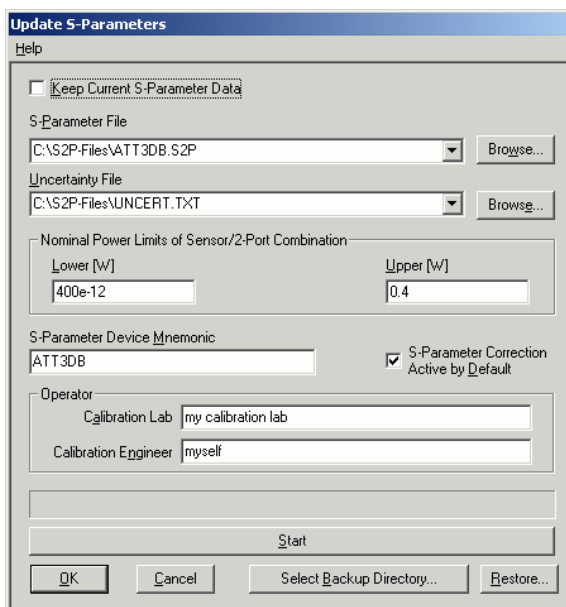 Update S-Parameters
Help
Keep Current S-Parameter Data
S-Parameter File
C:\S2P-Files\ATT3DB.S2P
Browse...
Uncertainty File
C:\S2P-Files\UNCERT.TXT
Browse...
Nominal Power Limits of Sensor/2-Port Combination
Lower [W]
Upper [W]
400e-12
0.4
S-Parameter Device Mnemonic
ATT3DB
S-Parameter Correction
Active by Default
Operator
Calibration Lab
my calibration lab
Calibration Engineer
myself
Start
OK
Cancel
Select Backup Directory...
Restore...